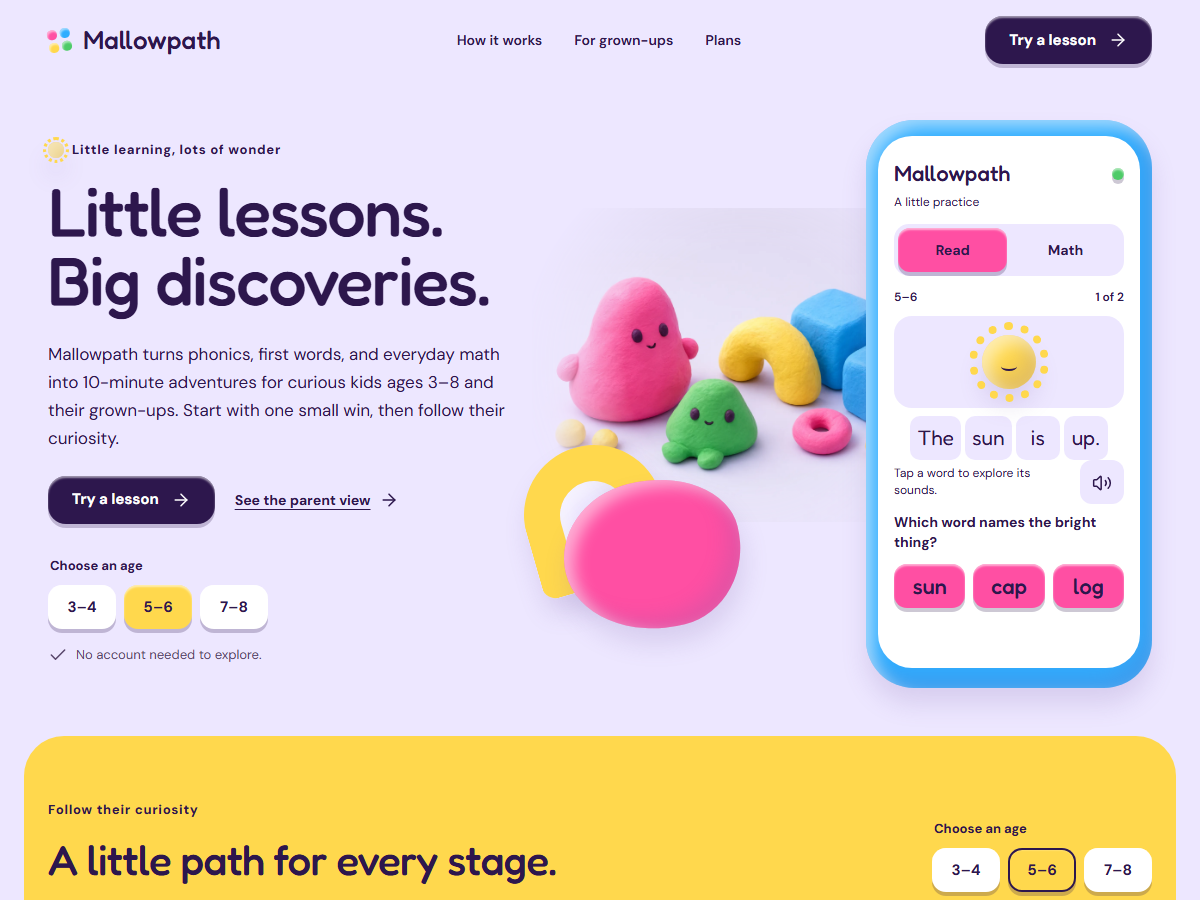 Mallowpath
How it works
For grown-ups
Plans
Try a lesson
Little learning, lots of wonder
Little lessons.
Big discoveries.
Mallowpath turns phonics, first words, and everyday math
into 10-minute adventures for curious kids ages 3–8 and
their grown-ups. Start with one small win, then follow their
curiosity.
Try a lesson
See the parent view
Choose an age
3–4
5–6
7–8
No account needed to explore.
Mallowpath
A little practice
Read
Math
5–6
1 of 2
The sun is up.
Tap a word to explore its
sounds.
Which word names the bright
thing?
sun
cap
log
Follow their curiosity
A little path for every stage.
Choose an age
3–4
5–6
7–8